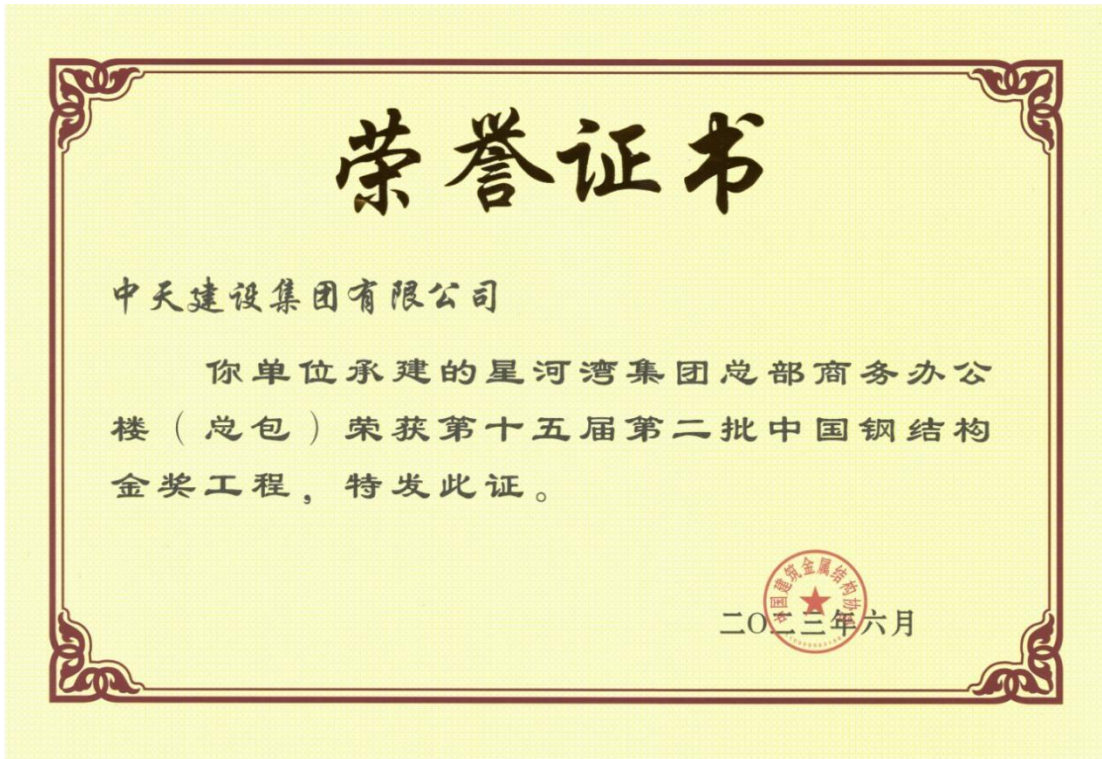 荣誉证书
中天建设集团有限公司
你单位承建的星河湾集团总部商务办公
楼（总包）荣获第十五届第二批中国钢结构
金奖工程，特发此证。
中国建筑金属结构协会
二〇二三年六月